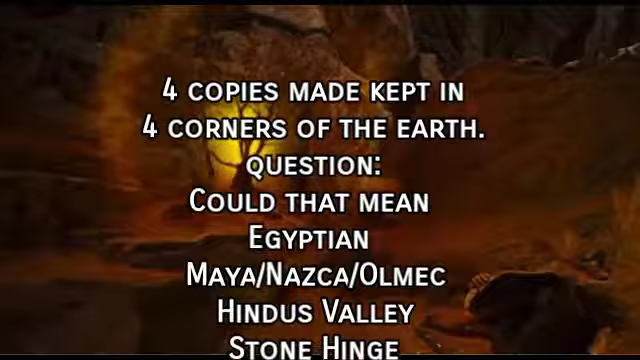 4 COPIES MADE KEPT IN
4 CORNERS OF THE EARTH.
QUESTION:
COULD THAT MEAN
EGYPTIAN
MAYA/NAZCA/OLMEC
HINDUS VALLEY
STONE HINGE